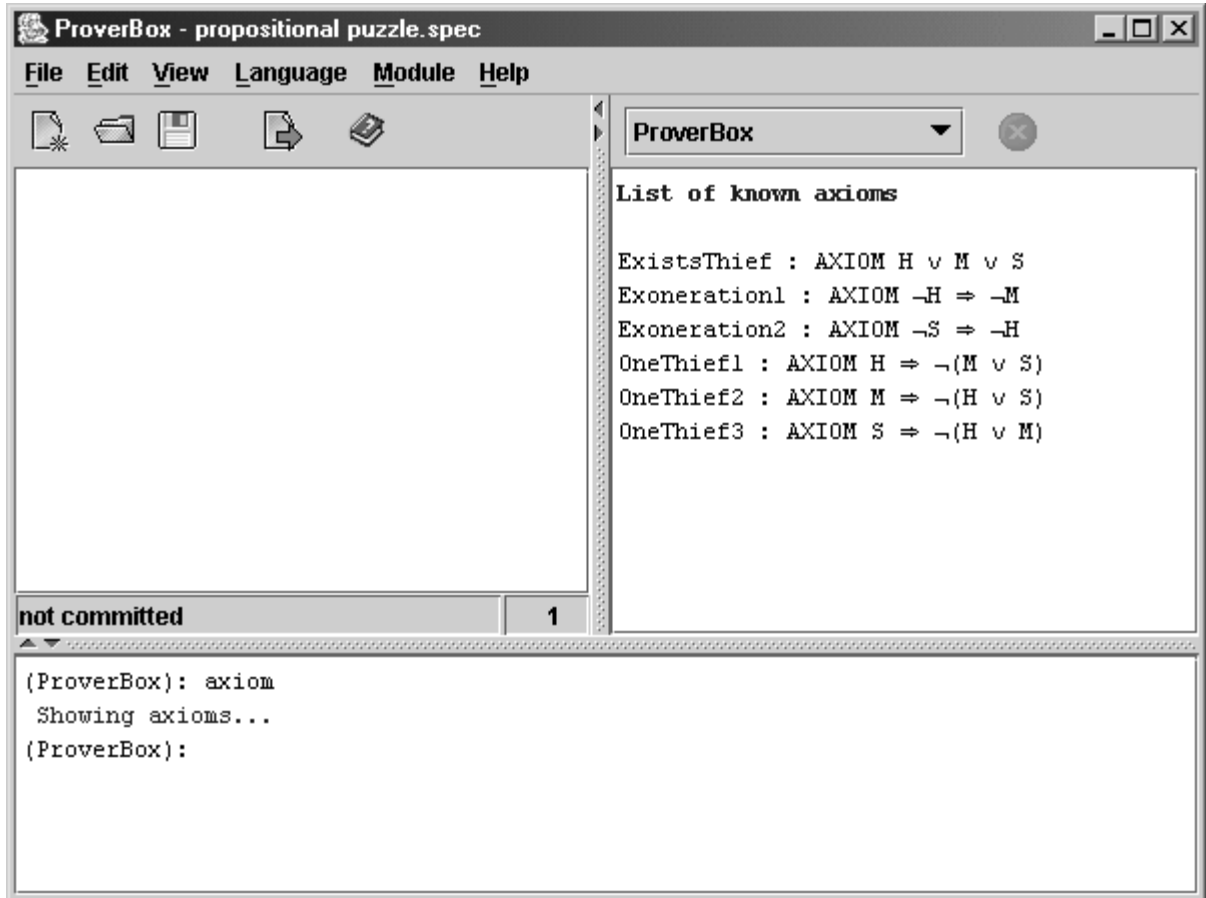 ProverBox - propositional puzzle.spec
File Edit View Language Module Help
ProverBox
List of known axioms
ExistsThief : AXIOM H ∨ M ∨ S
Exoneration1 : AXIOM ¬H ⇒ ¬M
Exoneration2 : AXIOM ¬S ⇒ ¬H
OneThief1 : AXIOM H ⇒ ¬(M ∨ S)
OneThief2 : AXIOM M ⇒ ¬(H ∨ S)
OneThief3 : AXIOM S ⇒ ¬(H ∨ M)
not committed 1
(ProverBox): axiom
Showing axioms...
(ProverBox):